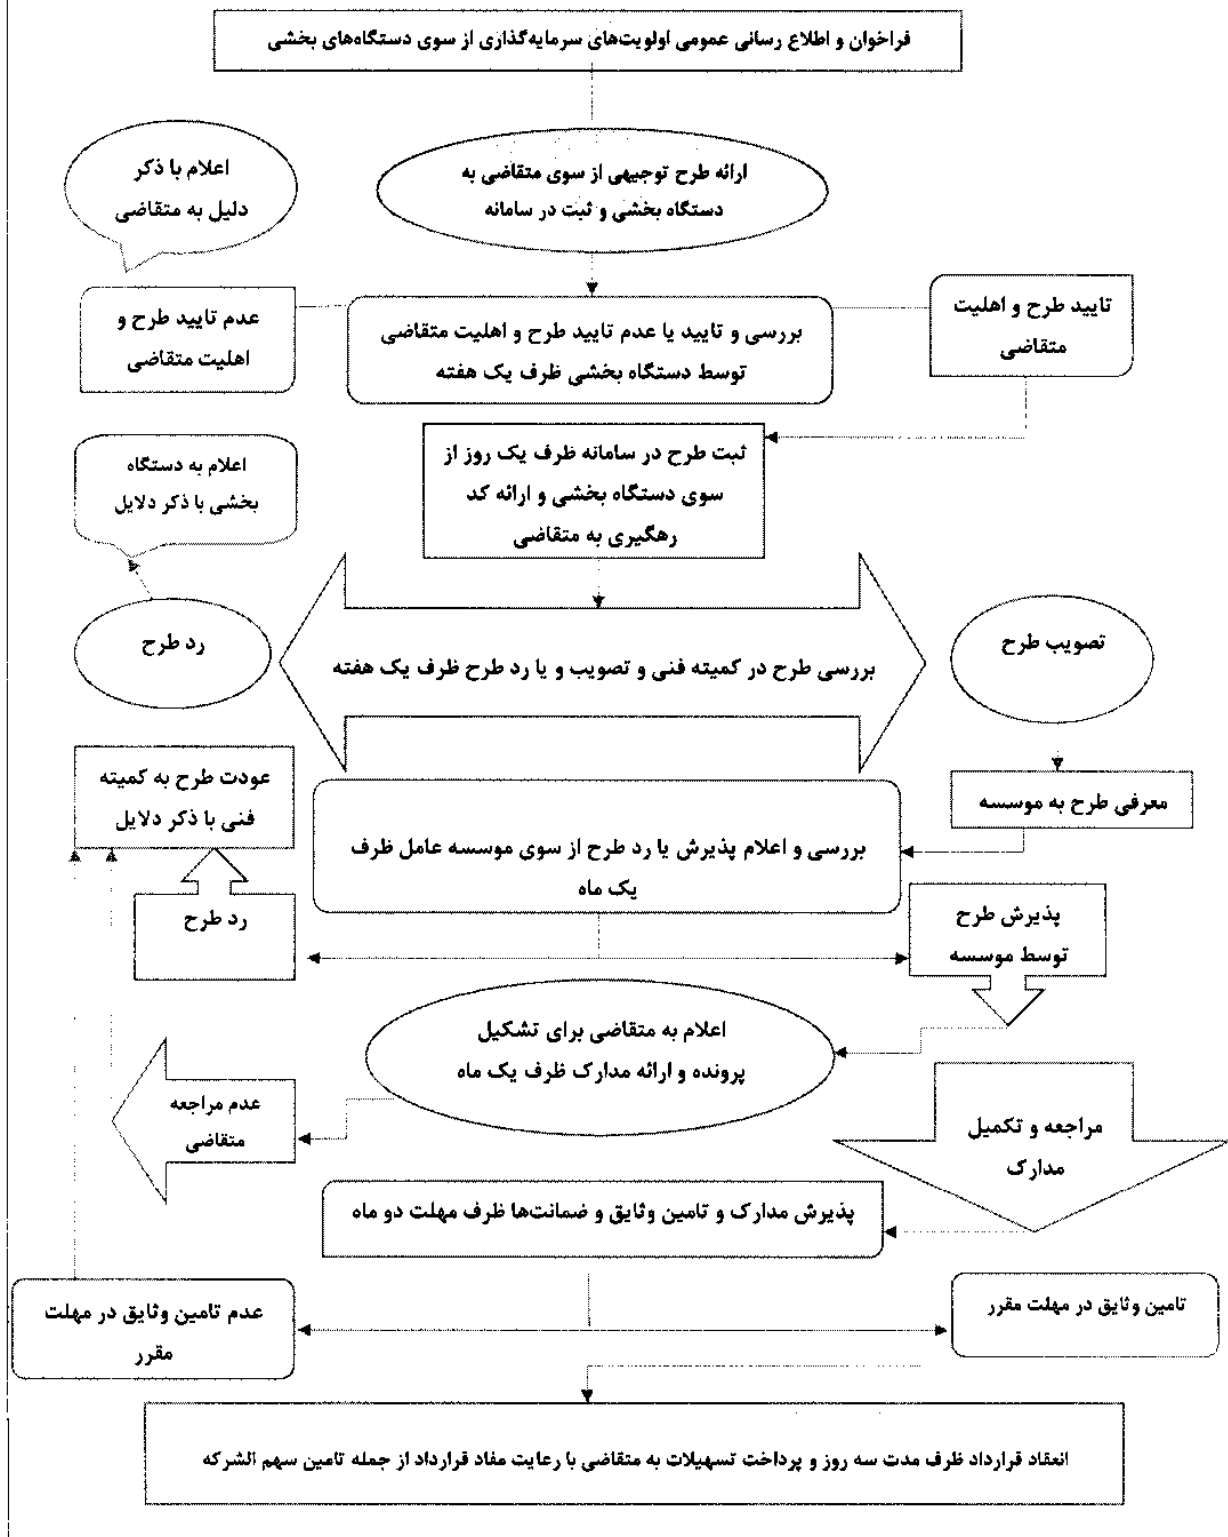 فراخوان و اطلاع رسانی عمومی اولویت‌های سرمایه‌گذاری از سوی دستگاه‌های بخشی
ارائه طرح توجیهی از سوی متقاضی به
دستگاه بخشی و ثبت در سامانه
اعلام با ذکر
دلیل به متقاضی
تایید طرح و اهلیت
متقاضی
بررسی و تایید یا عدم تایید طرح و اهلیت متقاضی
توسط دستگاه بخشی ظرف یک هفته
عدم تایید طرح و
اهلیت متقاضی
ثبت طرح در سامانه ظرف یک روز از
سوی دستگاه بخشی و ارائه کد
رهگیری به متقاضی
اعلام به دستگاه
بخشی با ذکر دلایل
تصویب طرح
بررسی طرح در کمیته فنی و تصویب و یا رد طرح ظرف یک هفته
رد طرح
معرفی طرح به موسسه
بررسی و اعلام پذیرش یا رد طرح از سوی موسسه عامل ظرف
یک ماه
عودت طرح به کمیته
فنی با ذکر دلایل
پذیرش طرح
توسط موسسه
رد طرح
اعلام به متقاضی برای تشکیل
پرونده و ارائه مدارک ظرف یک ماه
مراجعه و تکمیل
مدارک
عدم مراجعه
متقاضی
پذیرش مدارک و تامین وثایق و ضمانت‌ها ظرف مهلت دو ماه
تامین وثایق در مهلت مقرر
عدم تامین وثایق در مهلت
مقرر
انعقاد قرارداد ظرف مدت سه روز و پرداخت تسهیلات به متقاضی با رعایت مفاد قرارداد از جمله تامین سهم الشرکه